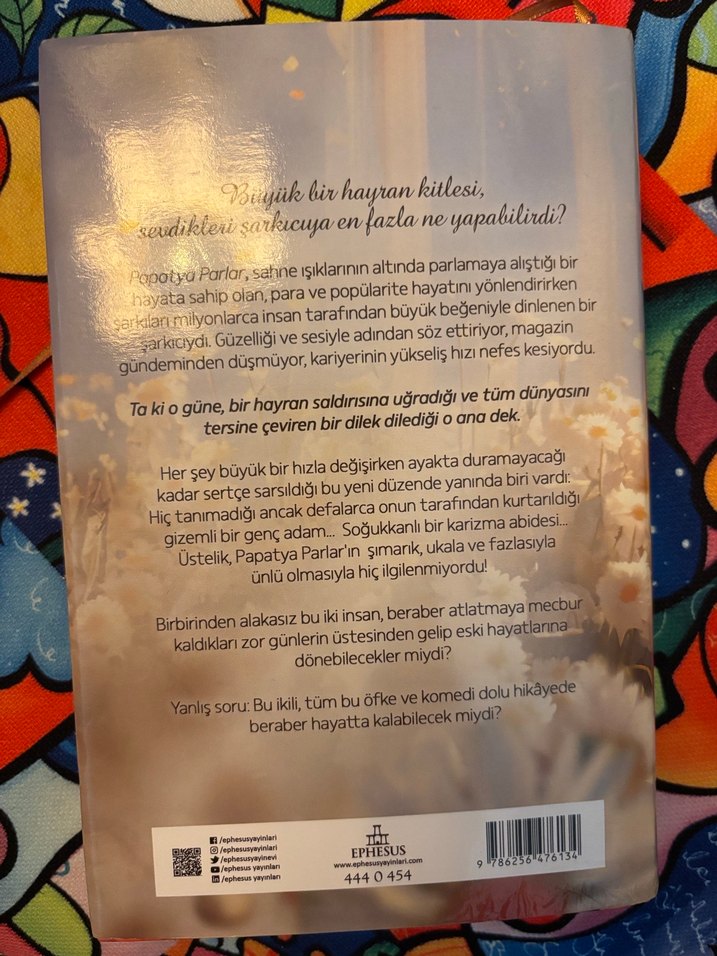 Büyük bir hayran kitlesi,
sevdikleri şarkıcıya en fazla ne yapabilirdi?
Papatya Parlar, sahne ışıklarının altında parlamaya alıştığı bir
hayata sahip olan, para ve popülarite hayatını yönlendirirken
şarkıları milyonlarca insan tarafından büyük beğeniyle dinlenen bir
şarkıcıydı. Güzelliği ve sesiyle adından söz ettiriyor, magazin
gündeminden düşmüyor, kariyerinin yükseliş hızı nefes kesiyordu.
Ta ki o güne, bir hayran saldırısına uğradığı ve tüm dünyasını
tersine çeviren bir dilek dilediği o ana dek.
Her şey büyük bir hızla değişirken ayakta duramayacağı
kadar sertçe sarsıldığı bu yeni düzende yanında biri vardı:
Hiç tanımadığı ancak defalarca onun tarafından kurtarıldığı
gizemli bir genç adam... Soğukkanlı bir karizma abidesi...
Üstelik, Papatya Parlar'ın şımarık, ukala ve fazlasıyla
ünlü olmasıyla hiç ilgilenmiyordu!
Birbirinden alakasız bu iki insan, beraber atlatmaya mecbur
kaldıkları zor günlerin üstesinden gelip eski hayatlarına
dönebilecekler miydi?
Yanlış soru: Bu ikili, tüm bu öfke ve komedi dolu hikâyede
beraber hayatta kalabilecek miydi?
/ephesusyayinlari
/ephesusyayinlari
/ephesusyayinevi
/ephesus yayınları
/ephesus yayınları
EPHESUS
www.ephesusyayinlari.com
444 0 454
9 786256 476134